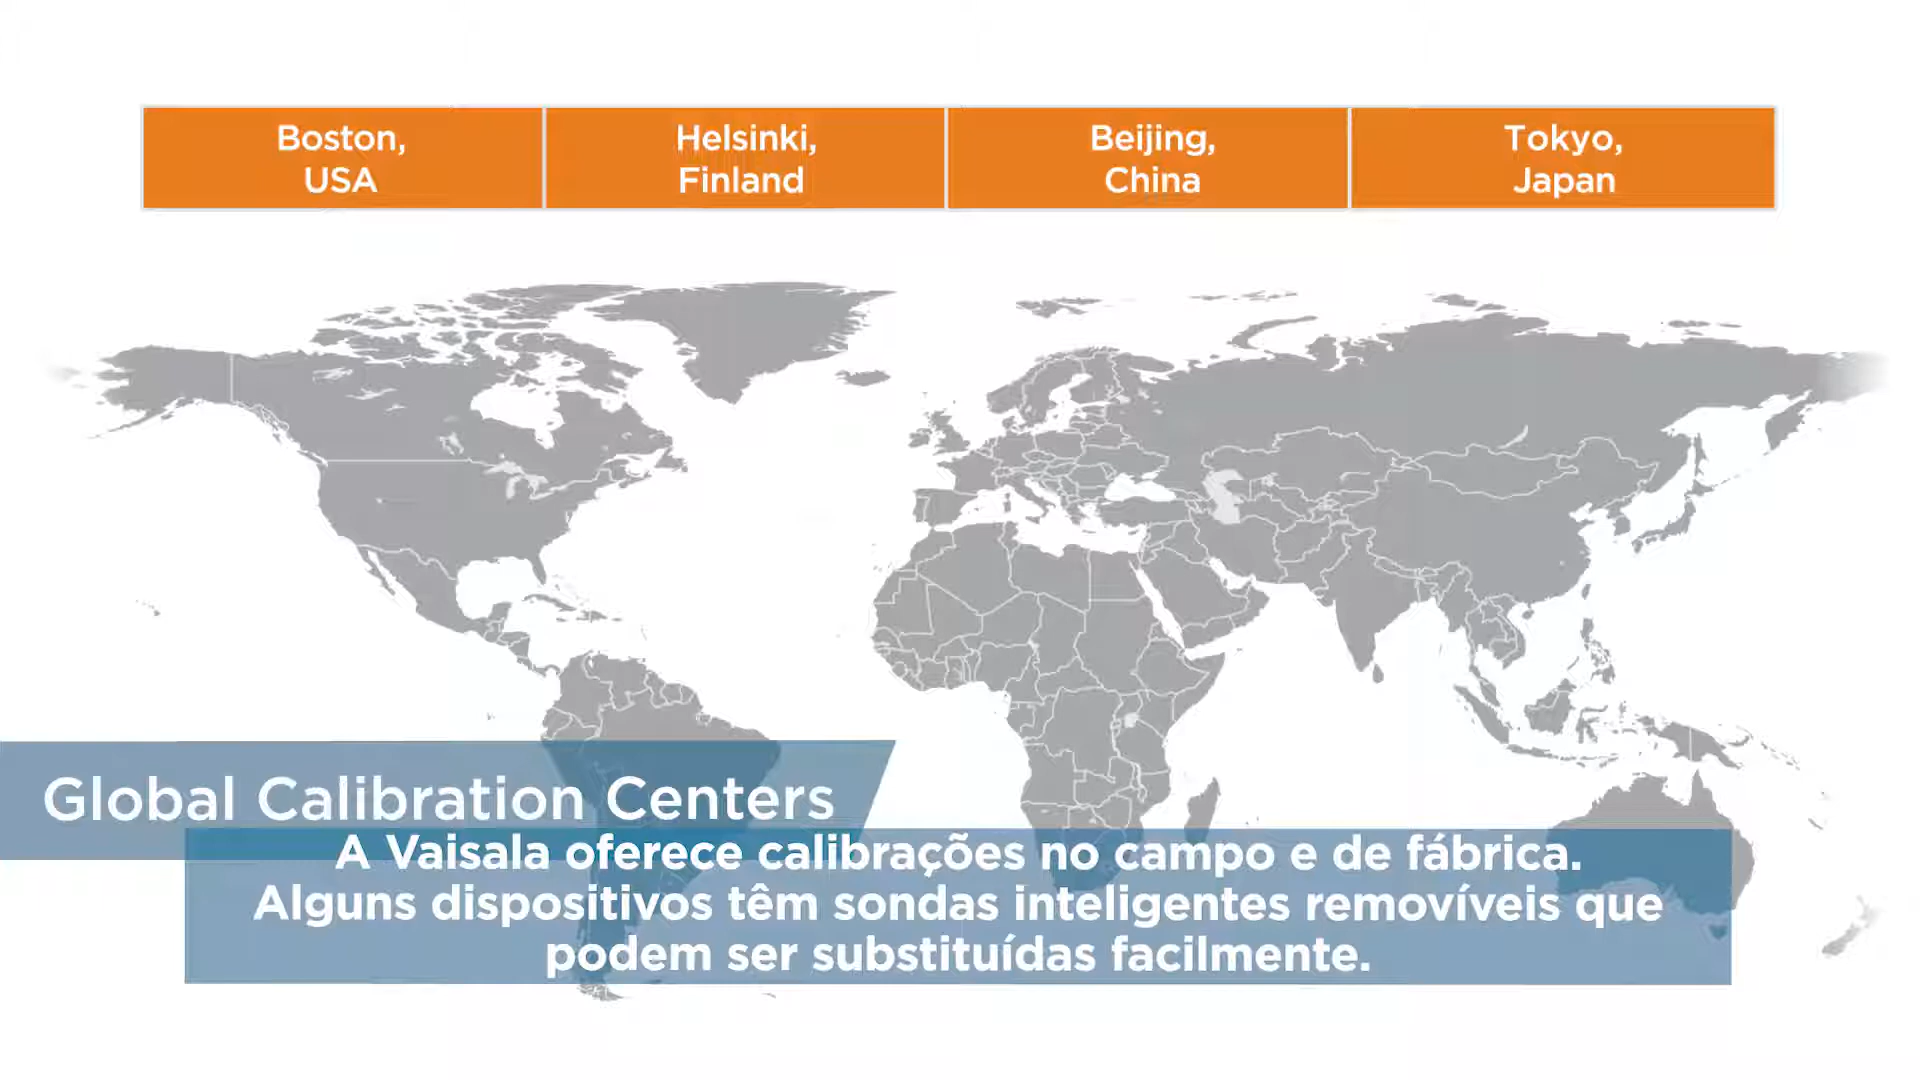 Boston,
USA
Helsinki,
Finland
Beijing,
China
Tokyo,
Japan
Global Calibration Centers
A Vaisala oferece calibrações no campo e de fábrica.
Alguns dispositivos têm sondas inteligentes removíveis que
podem ser substituídas facilmente.